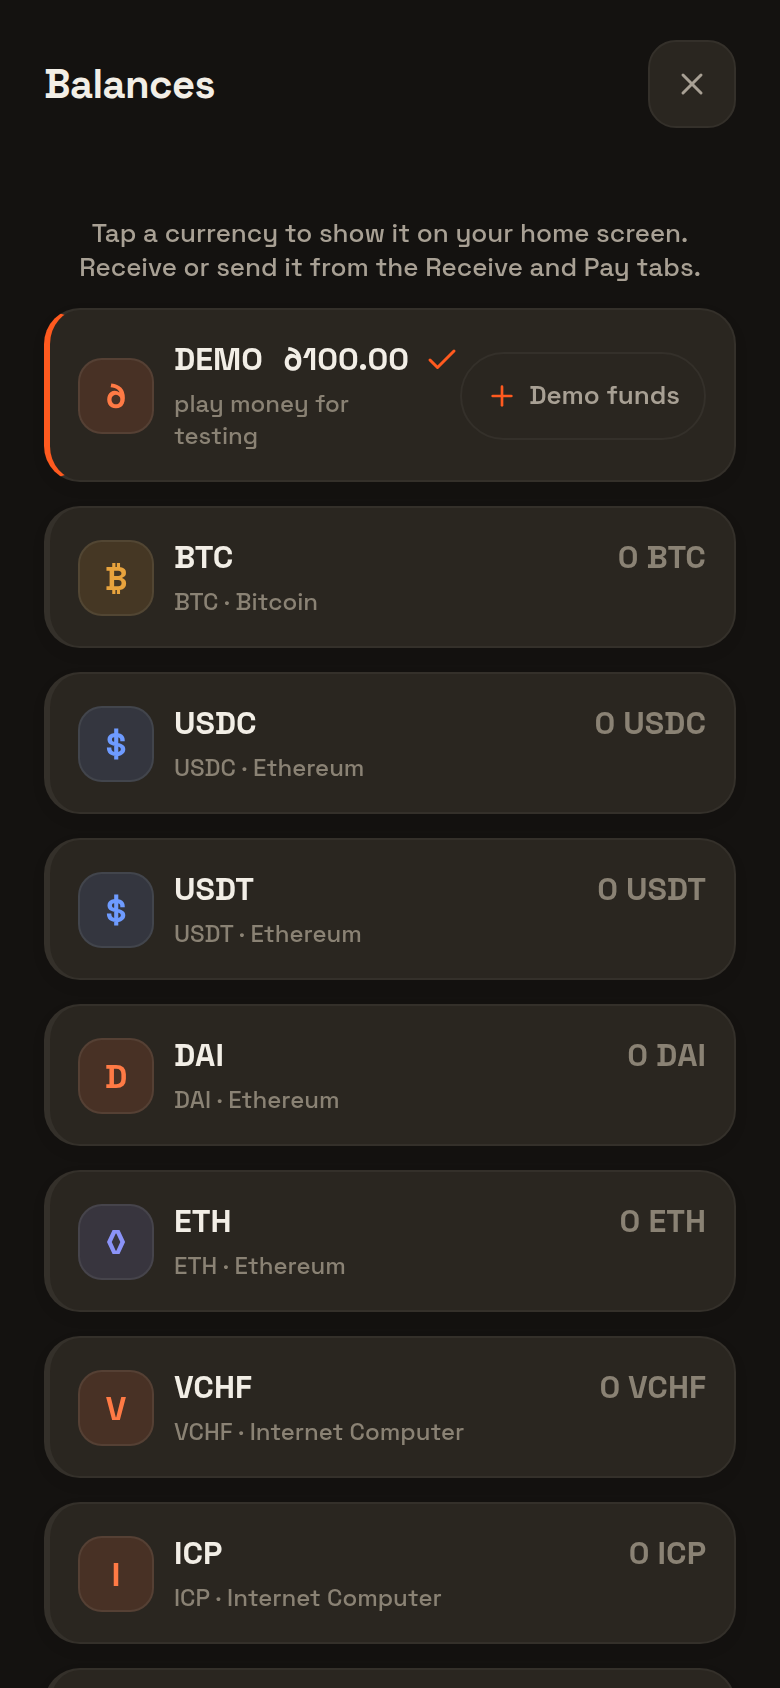 Balances
Tap a currency to show it on your home screen.
Receive or send it from the Receive and Pay tabs.
∂
DEMO ∂100.00
play money for
testing
Demo funds
₿
BTC
0 BTC
BTC · Bitcoin
$
USDC
0 USDC
USDC · Ethereum
$
USDT
0 USDT
USDT · Ethereum
D
DAI
0 DAI
DAI · Ethereum
ETH
0 ETH
ETH · Ethereum
V
VCHF
0 VCHF
VCHF · Internet Computer
I
ICP
0 ICP
ICP · Internet Computer